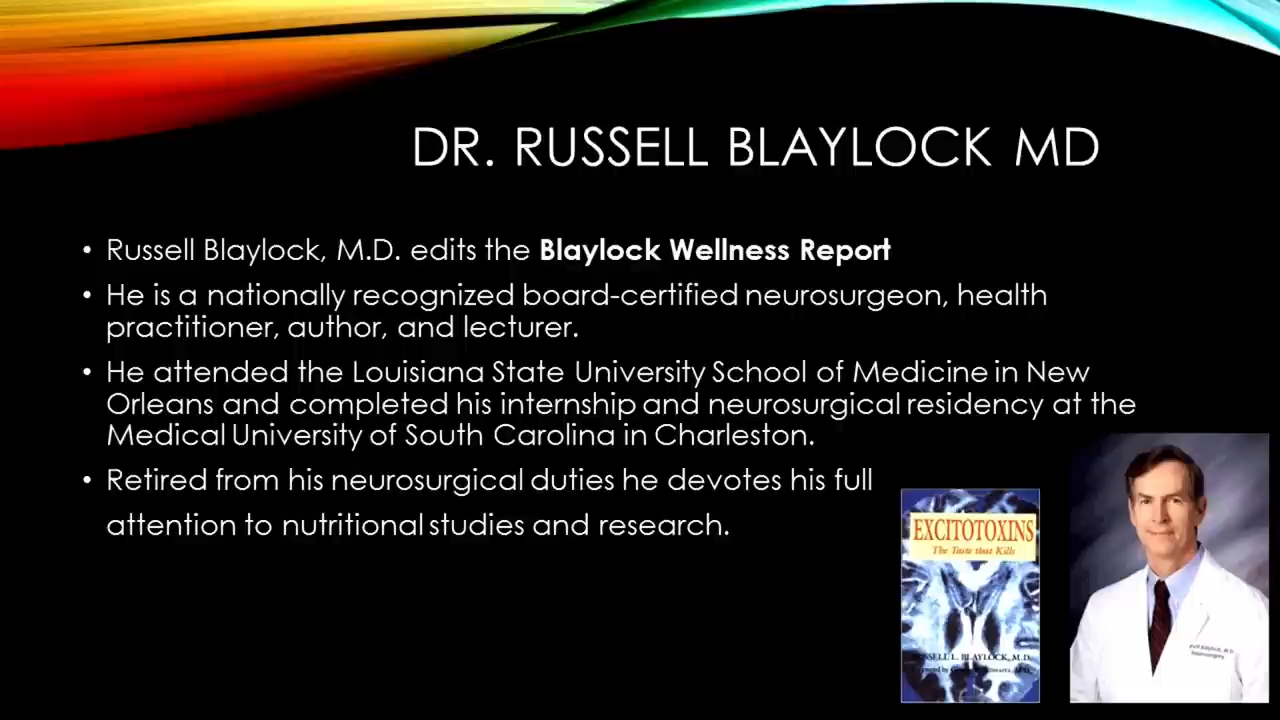 DR. RUSSELL BLAYLOCK MD
• Russell Blaylock, M.D. edits the Blaylock Wellness Report
• He is a nationally recognized board-certified neurosurgeon, health
practitioner, author, and lecturer.
• He attended the Louisiana State University School of Medicine in New
Orleans and completed his internship and neurosurgical residency at the
Medical University of South Carolina in Charleston.
• Retired from his neurosurgical duties he devotes his full
attention to nutritional studies and research.
EXCITOTOXINS
The Taste that Kills
RUSSELL L. BLAYLOCK, M.D.